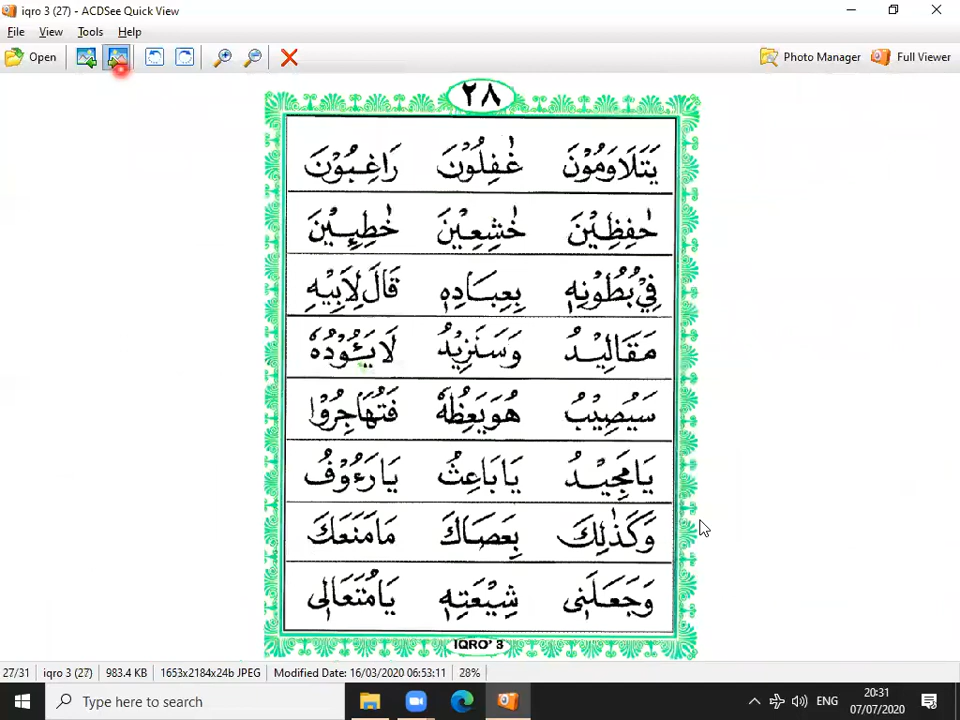 iqro 3 (27) - ACDSee Quick View
File View Tools Help
Open Photo Manager Full Viewer
٢٨
يَتَلَاوَمُوْنَ غٰفِلُوْنَ رَاغِبُوْنَ
حٰفِظِيْنَ خٰشِعِيْنَ خٰطِـِٕيْنَ
فِيْ بُطُوْنِهٖ بِعِبَادِهٖ قَالَ لِاَبِيْهِ
مَقَالِيْدُ وَسَنَزِيْدُ لَا يَـُٔوْدُهٗ
سَيُصِيْبُ هُوَ يَعِظُهٗ فَتُهَاجِرُوْا
يَا مَجِيْدُ يَا بَاعِثُ يَا رَءُوْفُ
وَكَذٰلِكَ بِعَصَاكَ مَا مَنَعَكَ
وَجَعَلَنِيْ شِيْعَتِهٖ يَا مُتَعَالِى
IQRO' 3
27/31 iqro 3 (27) 983.4 KB 1653x2184x24b JPEG Modified Date: 16/03/2020 06:53:11 28%
Type here to search ENG 20:31
07/07/2020